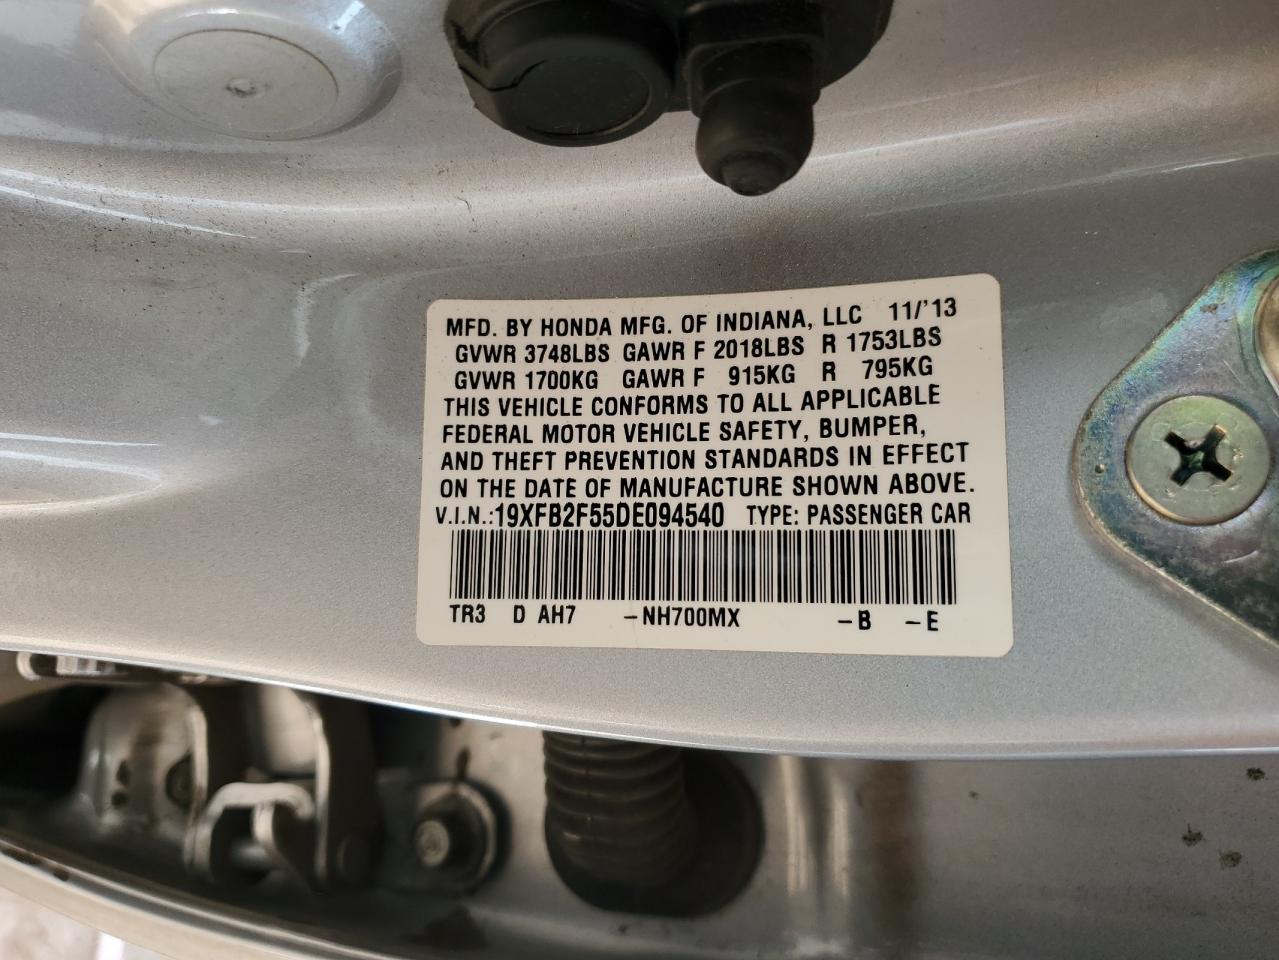 MFD. BY HONDA MFG. OF INDIANA, LLC 11/'13
GVWR 3748LBS GAWR F 2018LBS R 1753LBS
GVWR 1700KG GAWR F 915KG R 795KG
THIS VEHICLE CONFORMS TO ALL APPLICABLE
FEDERAL MOTOR VEHICLE SAFETY, BUMPER,
AND THEFT PREVENTION STANDARDS IN EFFECT
ON THE DATE OF MANUFACTURE SHOWN ABOVE.
V.I.N.:19XFB2F55DE094540 TYPE: PASSENGER CAR
TR3 D AH7 –NH700MX –B –E